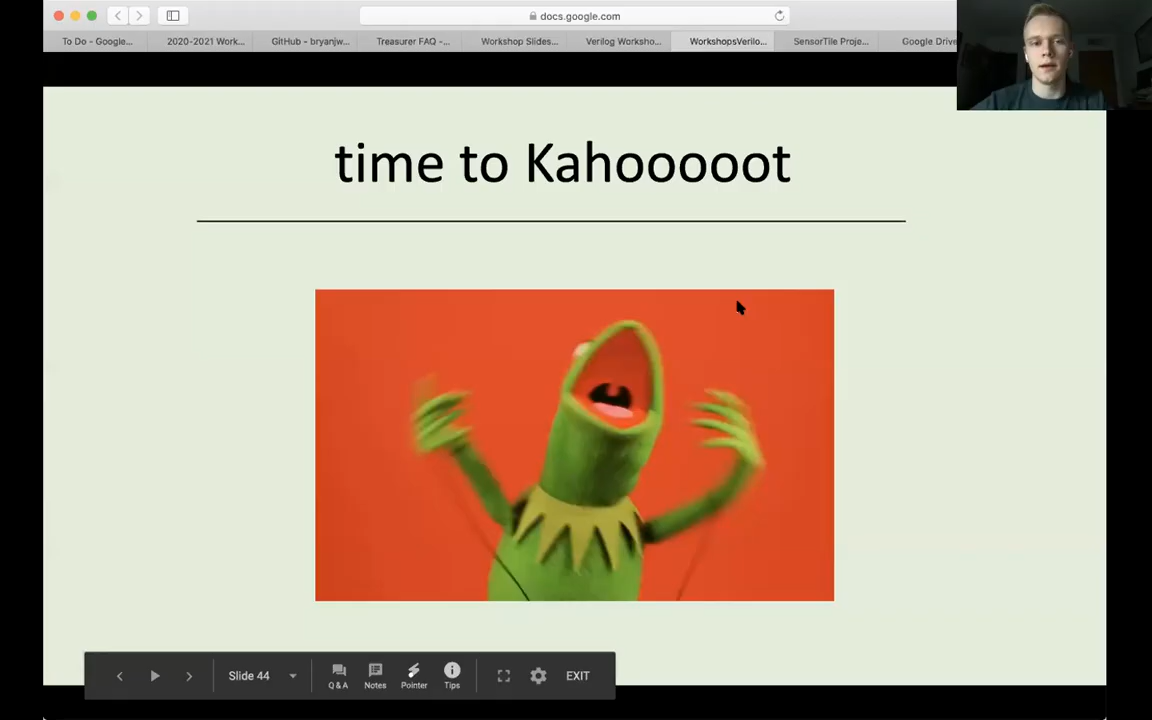 docs.google.com
To Do - Google...
2020-2021 Work...
GitHub - bryanjw...
Treasurer FAQ -...
Workshop Slides...
Verilog Worksho...
WorkshopsVerilo...
SensorTile Proje...
Google Drive
time to Kahooooot
Slide 44
Q & A
Notes
Pointer
Tips
EXIT